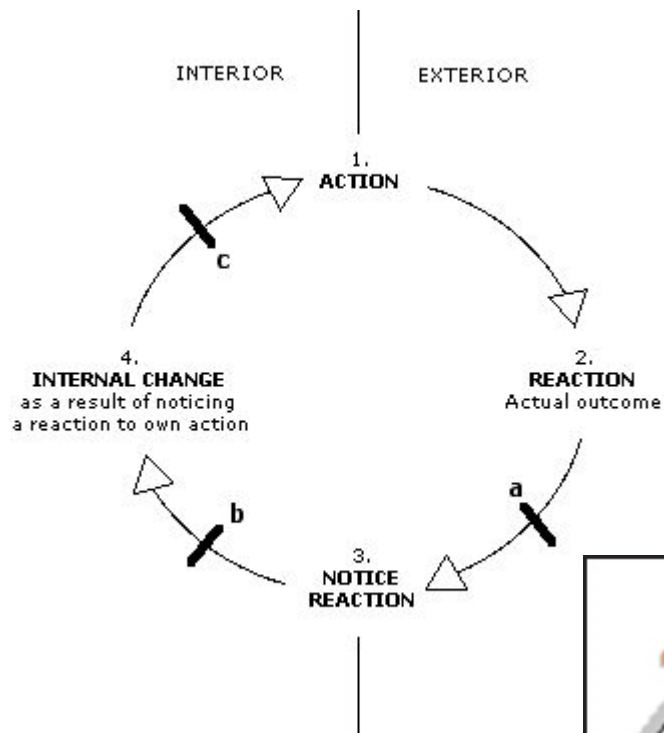 INTERIOR
EXTERIOR
1.
ACTION
c
4.
INTERNAL CHANGE
as a result of noticing
a reaction to own action
2.
REACTION
Actual outcome
a
b
3.
NOTICE
REACTION